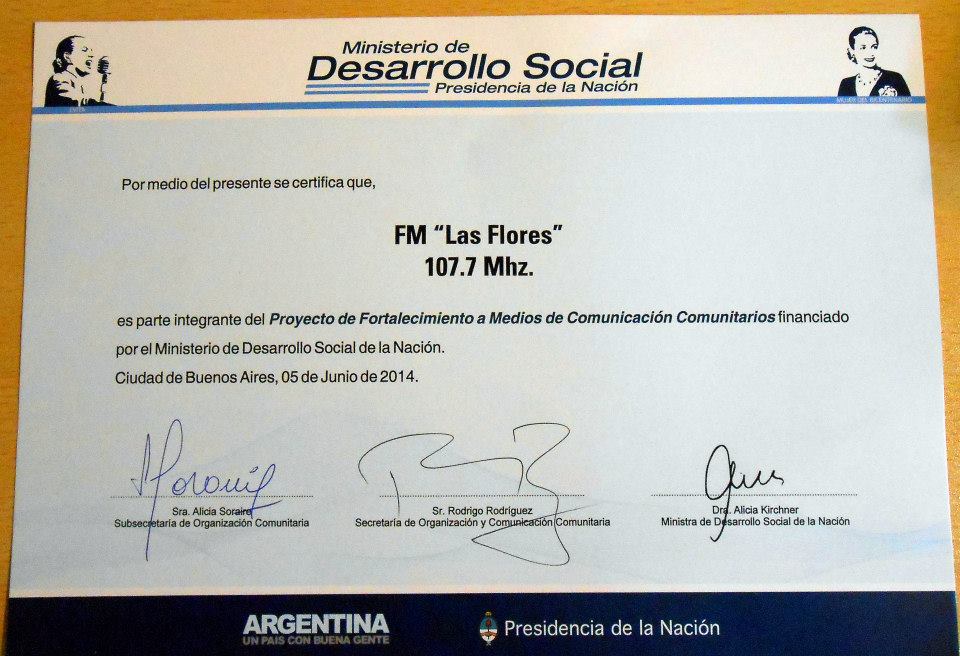 Ministerio de
Desarrollo Social
Presidencia de la Nación
MUJER DEL BICENTENARIO
Por medio del presente se certifica que,
FM “Las Flores”
107.7 Mhz.
es parte integrante del Proyecto de Fortalecimiento a Medios de Comunicación Comunitarios financiado
por el Ministerio de Desarrollo Social de la Nación.
Ciudad de Buenos Aires, 05 de Junio de 2014.
Sra. Alicia Soraire
Subsecretaría de Organización Comunitaria
Sr. Rodrigo Rodríguez
Secretaría de Organización y Comunicación Comunitaria
Dra. Alicia Kirchner
Ministra de Desarrollo Social de la Nación
ARGENTINA
UN PAIS CON BUENA GENTE
Presidencia de la Nación